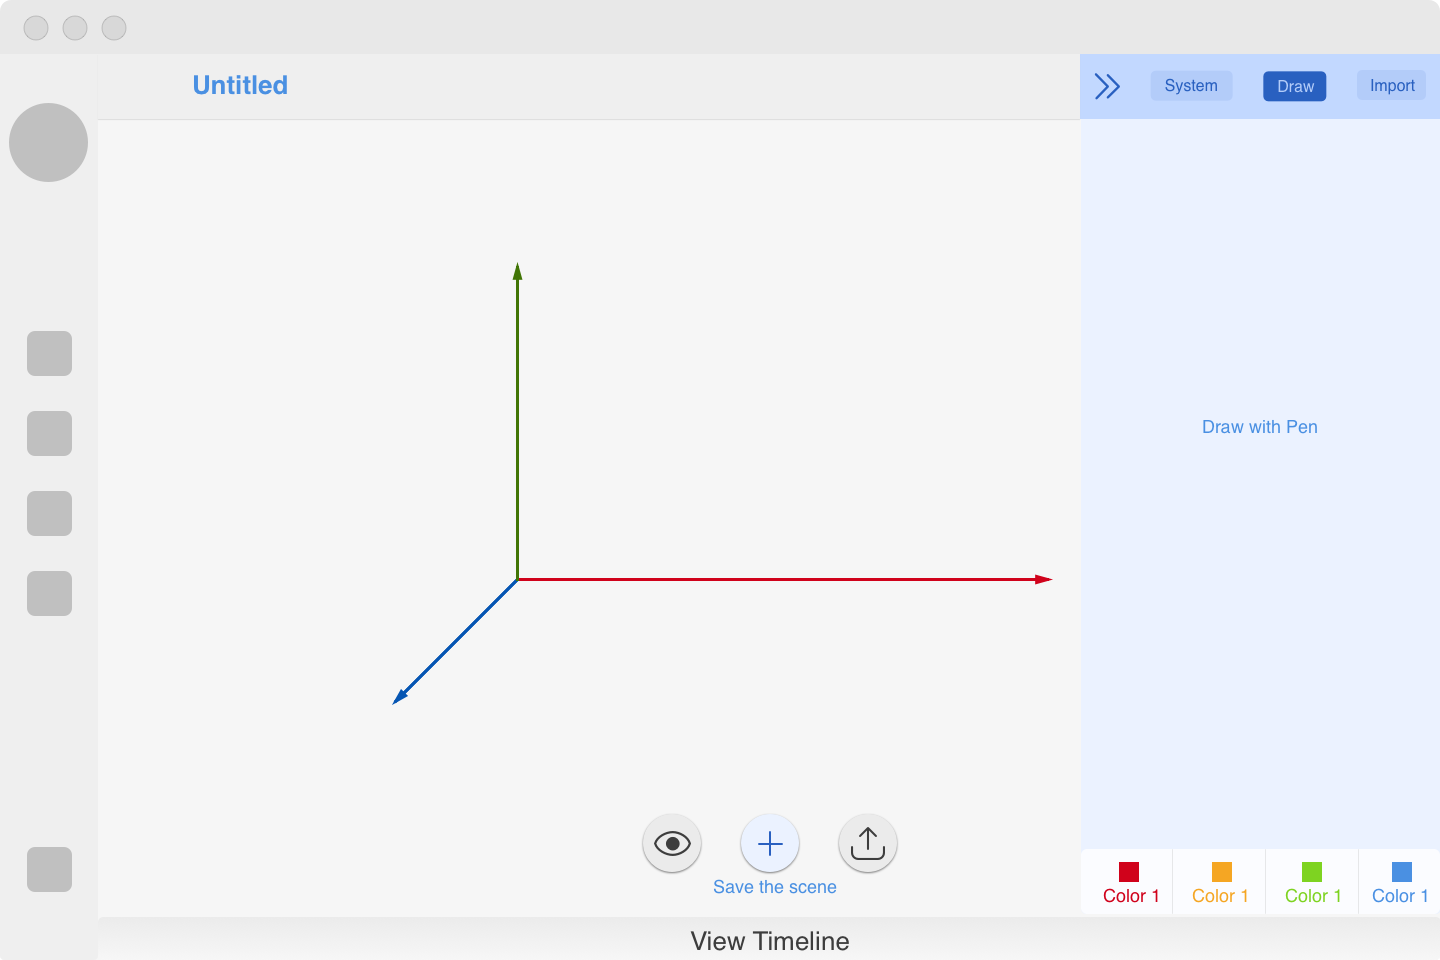 Untitled
System
Draw
Import
Draw with Pen
Save the scene
Color 1
Color 1
Color 1
Color 1
View Timeline